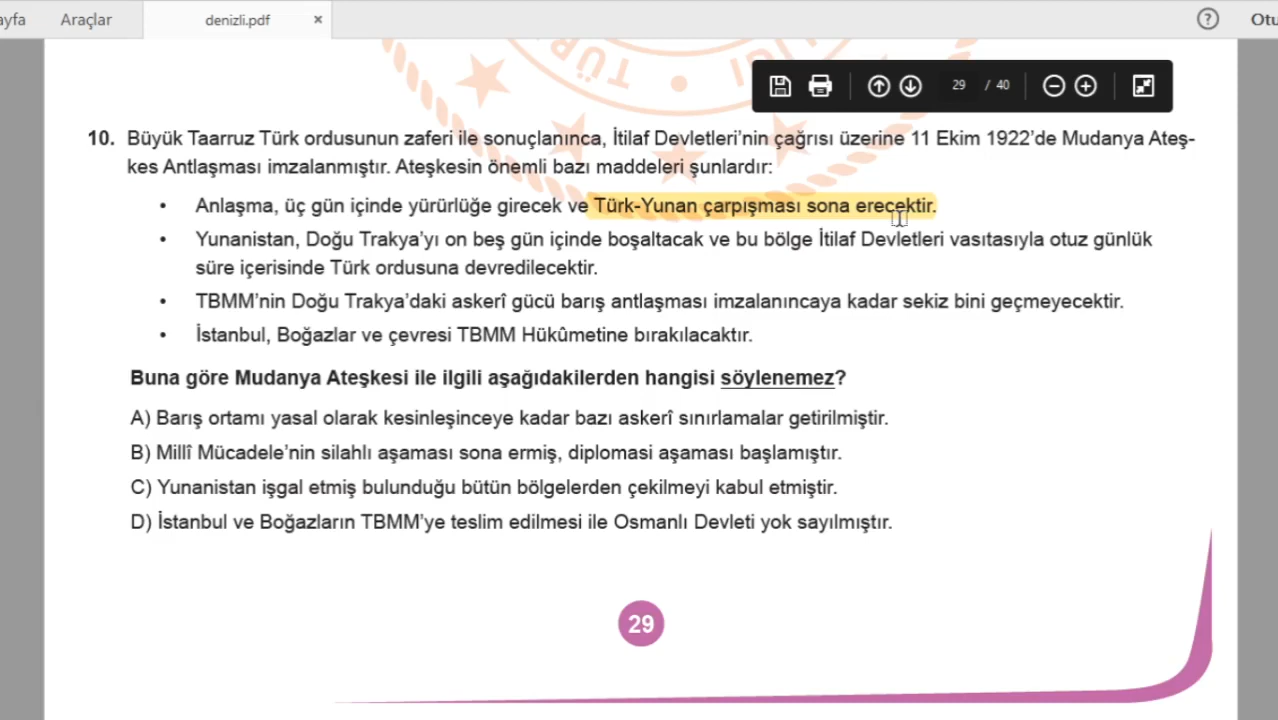 ayfa Araçlar denizli.pdf × ? Otu
TÜR
29 / 40
10. Büyük Taarruz Türk ordusunun zaferi ile sonuçlanınca, İtilaf Devletleri’nin çağrısı üzerine 11 Ekim 1922’de Mudanya Ateş-
kes Antlaşması imzalanmıştır. Ateşkesin önemli bazı maddeleri şunlardır:
• Anlaşma, üç gün içinde yürürlüğe girecek ve Türk-Yunan çarpışması sona erecektir.
• Yunanistan, Doğu Trakya’yı on beş gün içinde boşaltacak ve bu bölge İtilaf Devletleri vasıtasıyla otuz günlük
süre içerisinde Türk ordusuna devredilecektir.
• TBMM’nin Doğu Trakya’daki askerî gücü barış antlaşması imzalanıncaya kadar sekiz bini geçmeyecektir.
• İstanbul, Boğazlar ve çevresi TBMM Hükûmetine bırakılacaktır.
Buna göre Mudanya Ateşkesi ile ilgili aşağıdakilerden hangisi söylenemez?
A) Barış ortamı yasal olarak kesinleşinceye kadar bazı askerî sınırlamalar getirilmiştir.
B) Millî Mücadele’nin silahlı aşaması sona ermiş, diplomasi aşaması başlamıştır.
C) Yunanistan işgal etmiş bulunduğu bütün bölgelerden çekilmeyi kabul etmiştir.
D) İstanbul ve Boğazların TBMM’ye teslim edilmesi ile Osmanlı Devleti yok sayılmıştır.
29